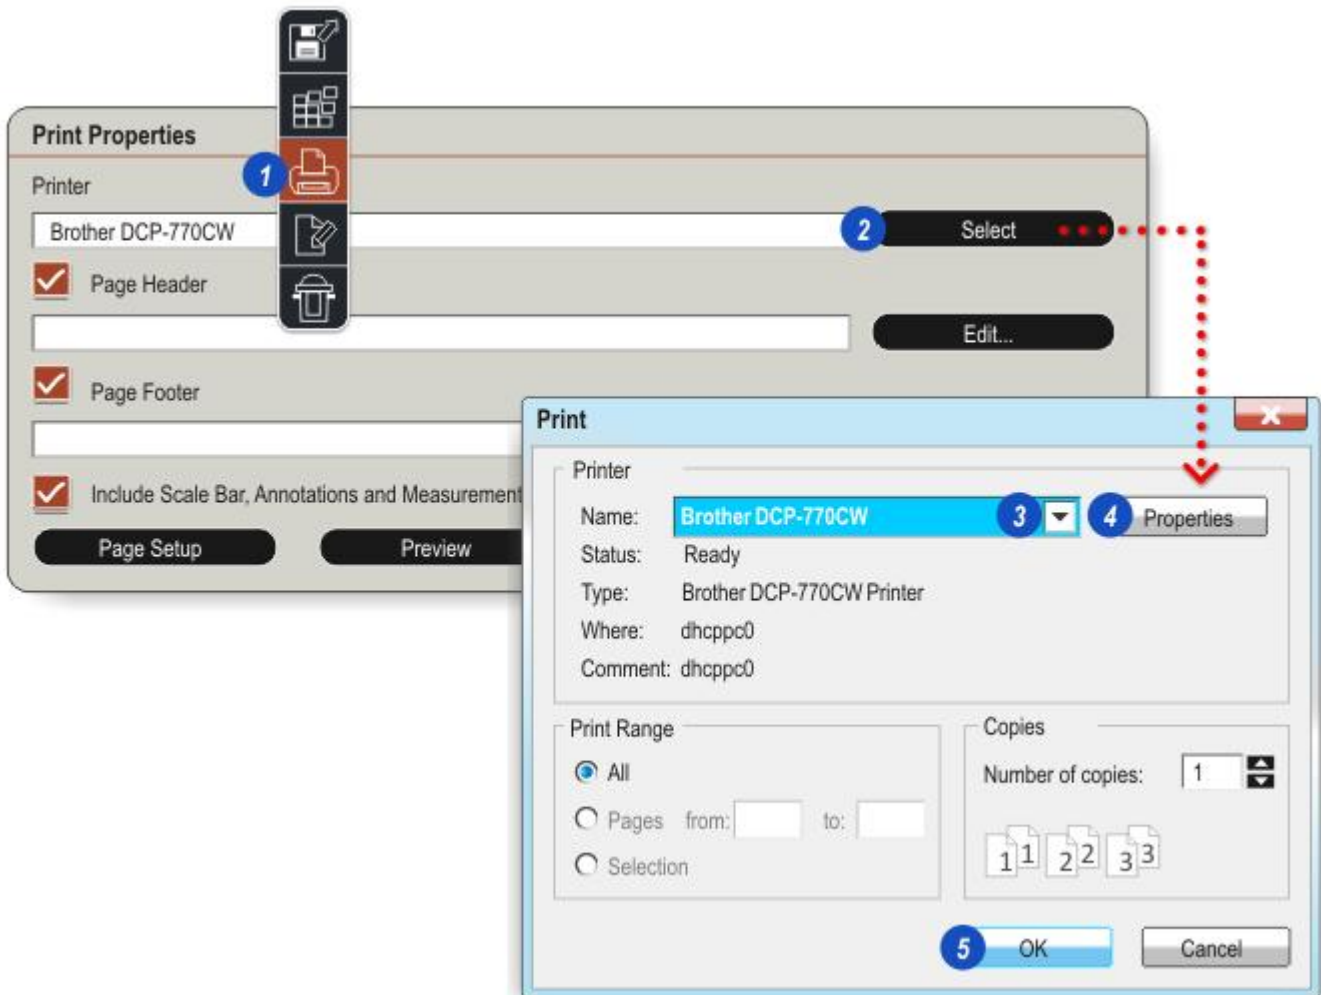 Print Properties
1
Printer
Brother DCP-770CW
2 Select
Page Header
Edit...
Page Footer
Include Scale Bar, Annotations and Measurement
Page Setup Preview
Print
Printer
Name: Brother DCP-770CW 3 4 Properties
Status: Ready
Type: Brother DCP-770CW Printer
Where: dhcppc0
Comment: dhcppc0
Print Range
All
Pages from: to:
Selection
Copies
Number of copies: 1
1 1 2 2 3 3
5 OK Cancel